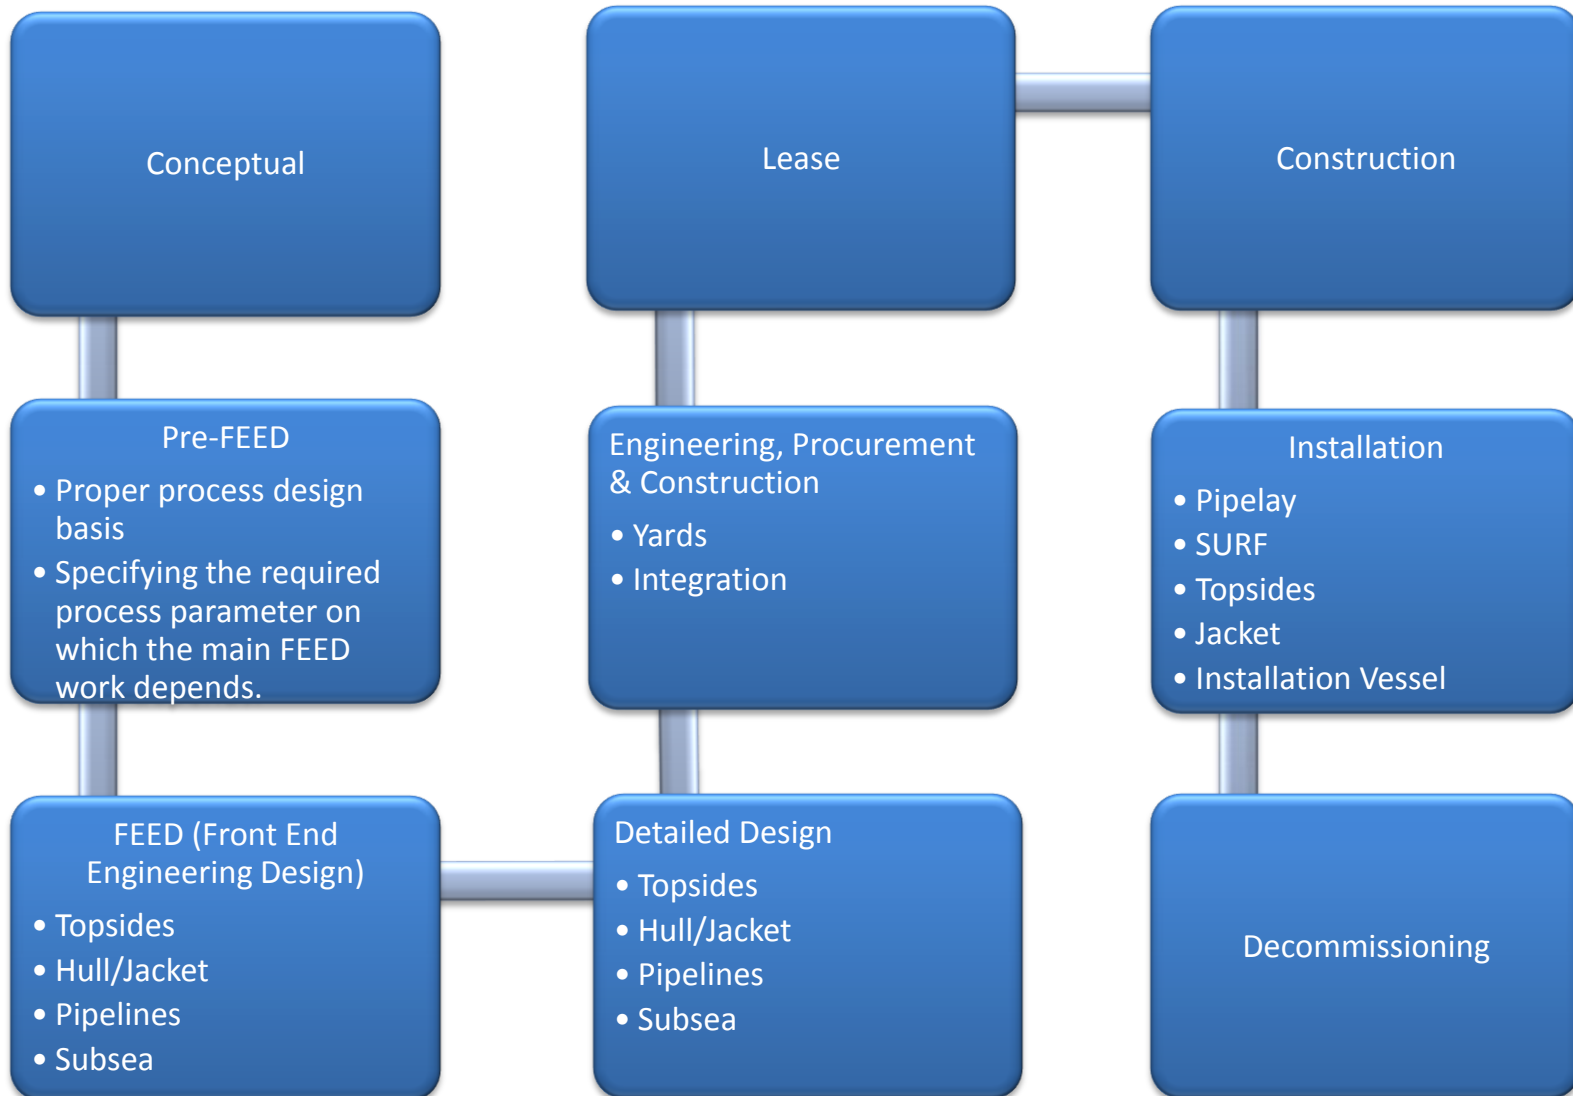 Conceptual
Pre-FEED
• Proper process design
basis
• Specifying the required
process parameter on
which the main FEED
work depends.
FEED (Front End
Engineering Design)
• Topsides
• Hull/Jacket
• Pipelines
• Subsea
Detailed Design
• Topsides
• Hull/Jacket
• Pipelines
• Subsea
Engineering, Procurement
& Construction
• Yards
• Integration
Lease
Construction
Installation
• Pipelay
• SURF
• Topsides
• Jacket
• Installation Vessel
Decommissioning